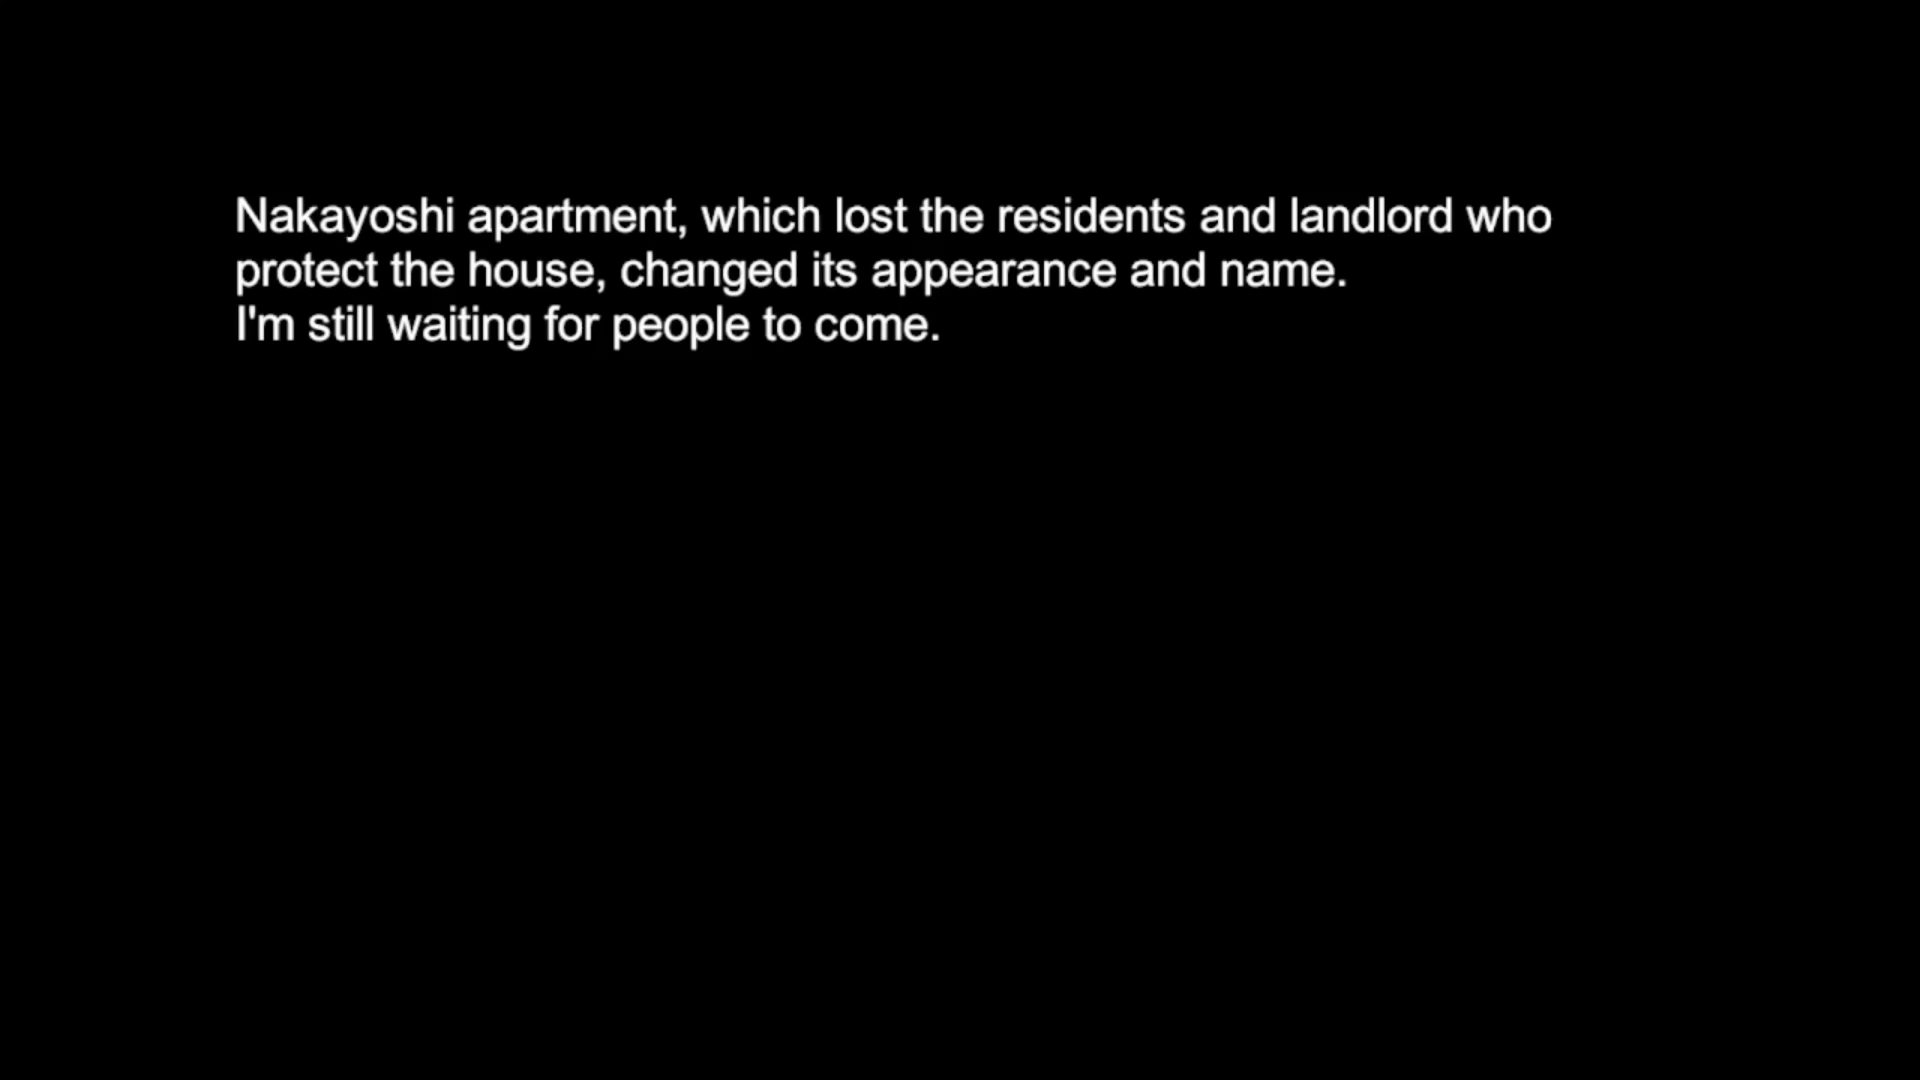 Nakayoshi apartment, which lost the residents and landlord who
protect the house, changed its appearance and name.
I'm still waiting for people to come.